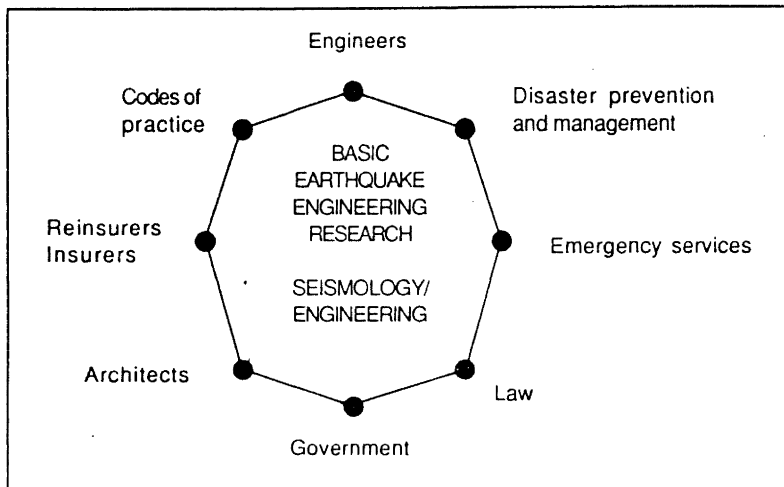 Engineers
Codes of
practice
Disaster prevention
and management
BASIC
EARTHQUAKE
ENGINEERING
RESEARCH
Reinsurers
Insurers
Emergency services
SEISMOLOGY/
ENGINEERING
Architects
Law
Government